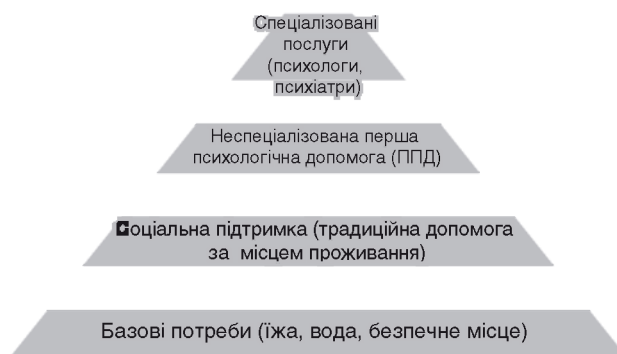 Спеціалізовані
послуги
(психологи,
психіатри)
Неспеціалізована перша
психологічна допомога (ППД)
Соціальна підтримка (традиційна допомога
за місцем проживання)
Базові потреби (їжа, вода, безпечне місце)